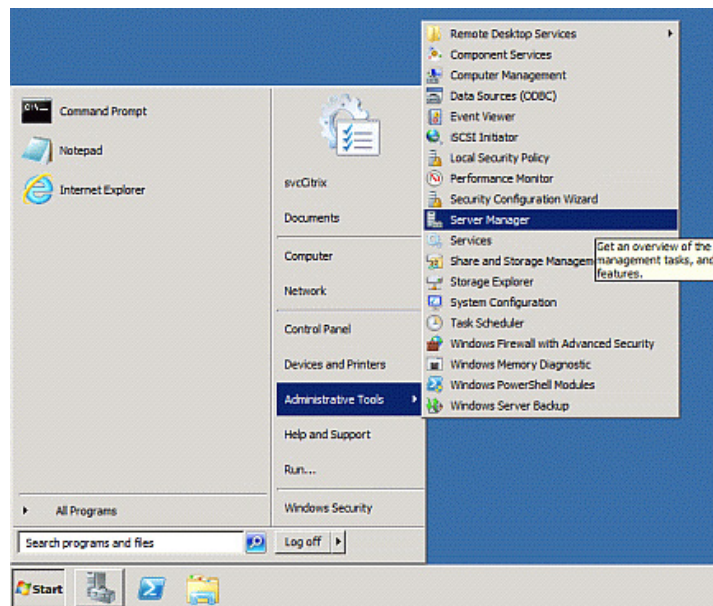 Command Prompt
Notepad
Internet Explorer
All Programs
Search programs and files
svcCitrix
Documents
Computer
Network
Control Panel
Devices and Printers
Administrative Tools
Help and Support
Run...
Windows Security
Log off
Remote Desktop Services
Component Services
Computer Management
Data Sources (ODBC)
Event Viewer
iSCSI Initiator
Local Security Policy
Performance Monitor
Security Configuration Wizard
Server Manager
Services
Share and Storage Managem
Storage Explorer
System Configuration
Task Scheduler
Windows Firewall with Advanced Security
Windows Memory Diagnostic
Windows PowerShell Modules
Windows Server Backup
Get an overview of the
management tasks, and
features.
Start